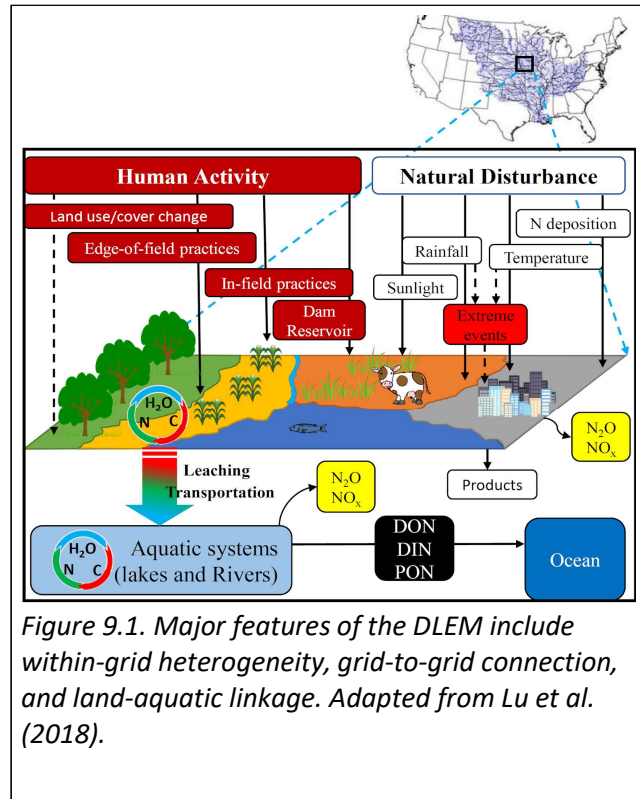 Human Activity
Natural Disturbance
Land use/cover change
N deposition
Edge-of-field practices
Rainfall
Temperature
In-field practices
Sunlight
Dam
Reservoir
Extreme
events
H₂O
N C
Leaching
Transportation
N₂O
NOₓ
N₂O
NOₓ
Products
H₂O
N C
Aquatic systems
(lakes and Rivers)
DON
DIN
PON
Ocean
Figure 9.1. Major features of the DLEM include
within-grid heterogeneity, grid-to-grid connection,
and land-aquatic linkage. Adapted from Lu et al.
(2018).